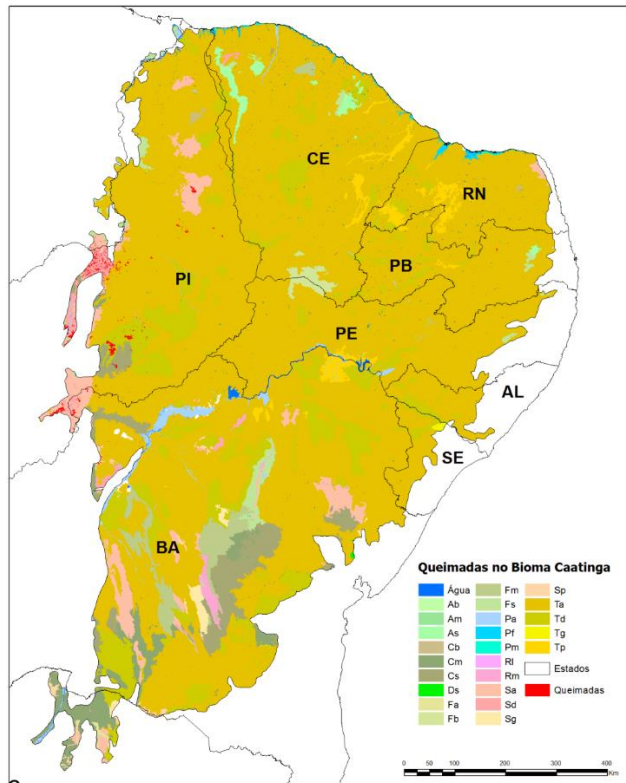 CE
RN
PB
PI
PE
AL
SE
BA
Queimadas no Bioma Caatinga
Água Fm Sp
Ab Fs Ta
Am Pa Td
As Pf Tg
Cb Pm Tp
Cm Rl Estados
Cs Rm Queimadas
Ds Sa
Fa Sd
Fb Sg
0 50 100 200 300 400
Km